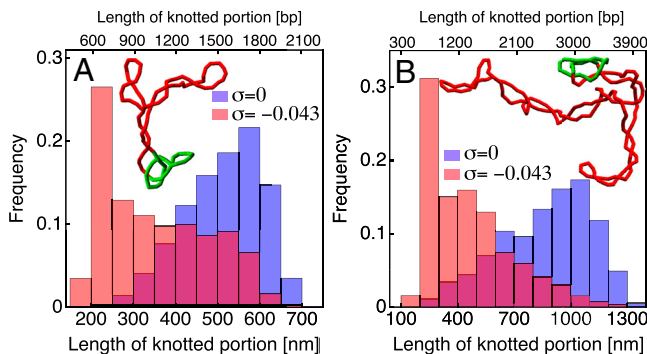 Length of knotted portion [bp]
600 900 1200 1500 1800 2100
0.3
0.2
0.1
0
Frequency
A
σ=0
σ= −0.043
200 300 400 500 600 700
Length of knotted portion [nm]
Length of knotted portion [bp]
300 1200 2100 3000 3900
0.3
0.2
0.1
0
Frequency
B
σ=0
σ= −0.043
100 400 700 1000 1300
Length of knotted portion [nm]